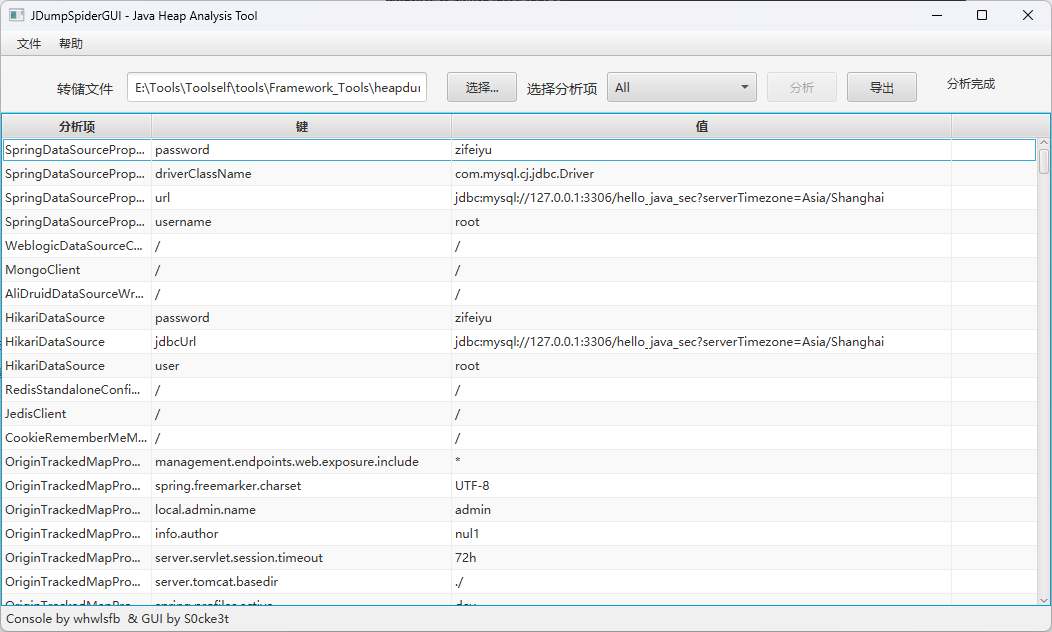 JDumpSpiderGUI - Java Heap Analysis Tool
文件 帮助
转储文件 E:\Tools\Toolself\tools\Framework_Tools\heapdu 选择... 选择分析项 All 分析 导出 分析完成
分析项 键 值
SpringDataSourceProp... password zifeiyu
SpringDataSourceProp... driverClassName com.mysql.cj.jdbc.Driver
SpringDataSourceProp... url jdbc:mysql://127.0.0.1:3306/hello_java_sec?serverTimezone=Asia/Shanghai
SpringDataSourceProp... username root
WeblogicDataSourceC... / /
MongoClient / /
AliDruidDataSourceWr... / /
HikariDataSource password zifeiyu
HikariDataSource jdbcUrl jdbc:mysql://127.0.0.1:3306/hello_java_sec?serverTimezone=Asia/Shanghai
HikariDataSource user root
RedisStandaloneConfi... / /
JedisClient / /
CookieRememberMeM... / /
OriginTrackedMapPro... management.endpoints.web.exposure.include *
OriginTrackedMapPro... spring.freemarker.charset UTF-8
OriginTrackedMapPro... local.admin.name admin
OriginTrackedMapPro... info.author nul1
OriginTrackedMapPro... server.servlet.session.timeout 72h
OriginTrackedMapPro... server.tomcat.basedir ./
OriginTrackedMapPro... spring.profiles.active dev
Console by whwlsfb & GUI by S0cke3t